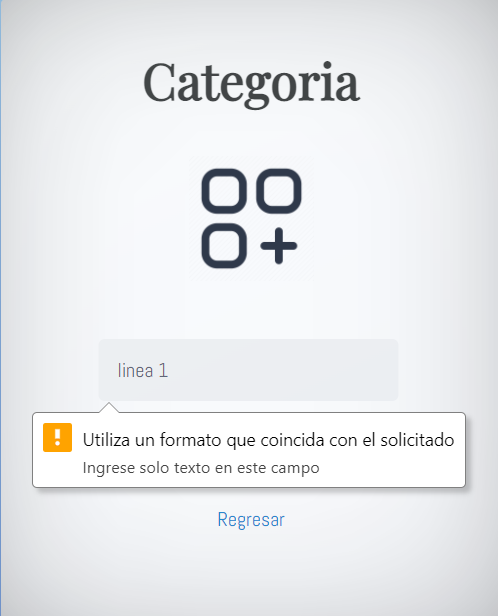 Categoria
linea 1
Utiliza un formato que coincida con el solicitado
Ingrese solo texto en este campo
Regresar